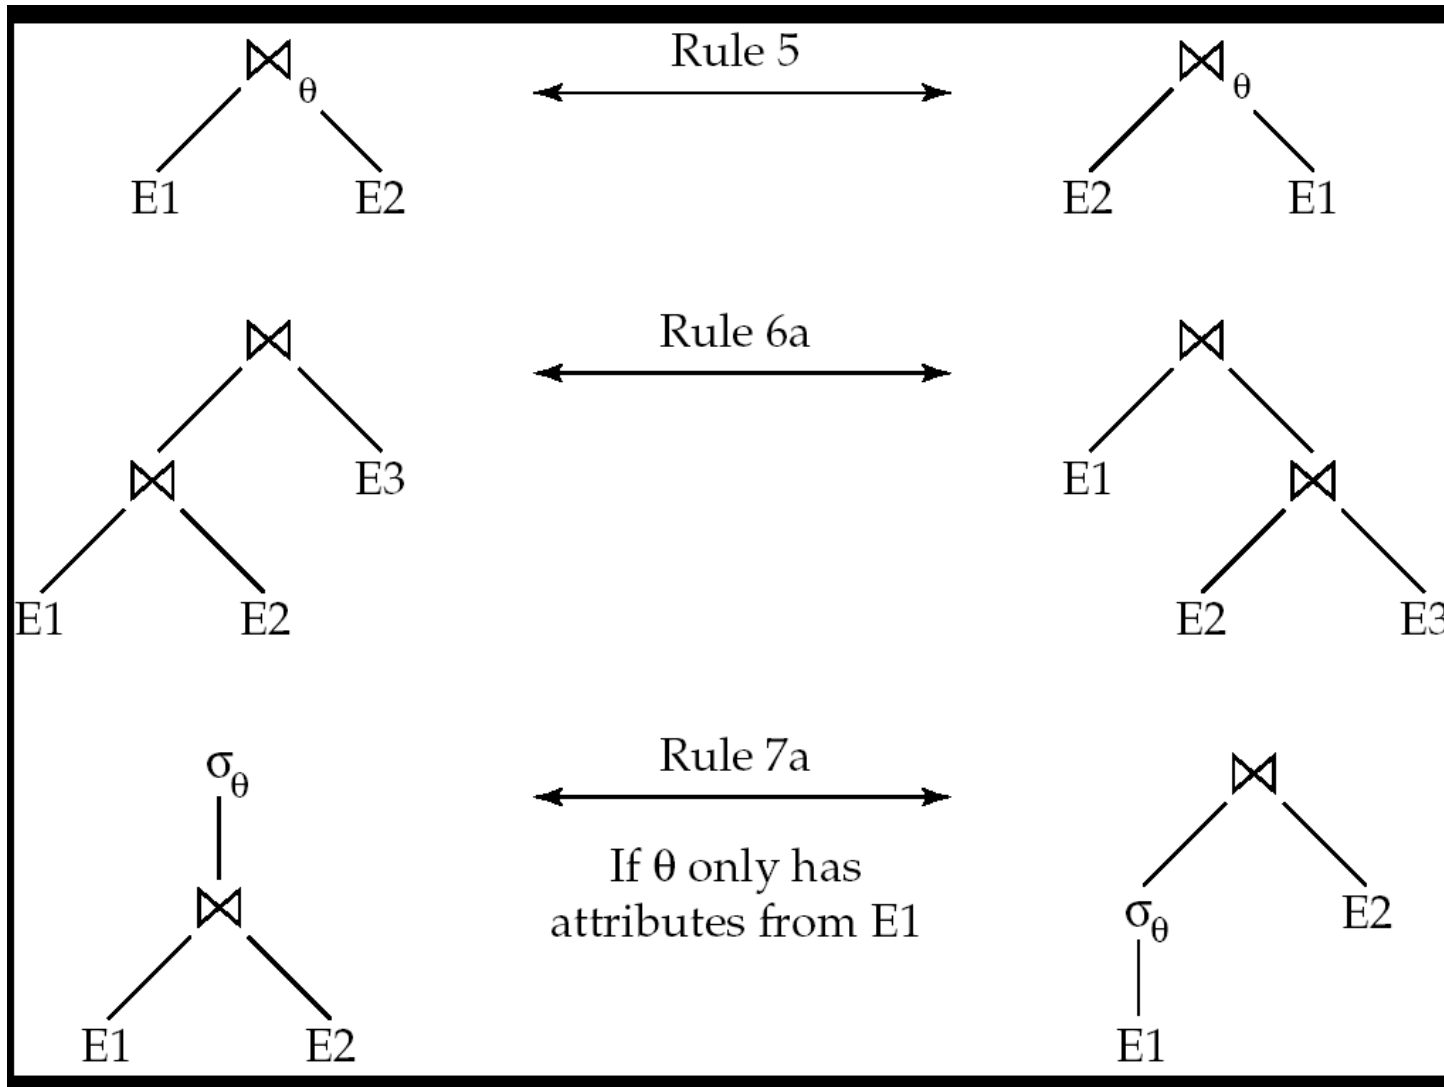 ⋈θ Rule 5 ⋈θ
E1 E2 E2 E1
⋈ Rule 6a ⋈
⋈ E3 E1 ⋈
E1 E2 E2 E3
σθ Rule 7a ⋈
If θ only has
⋈ attributes from E1 σθ E2
E1 E2 E1